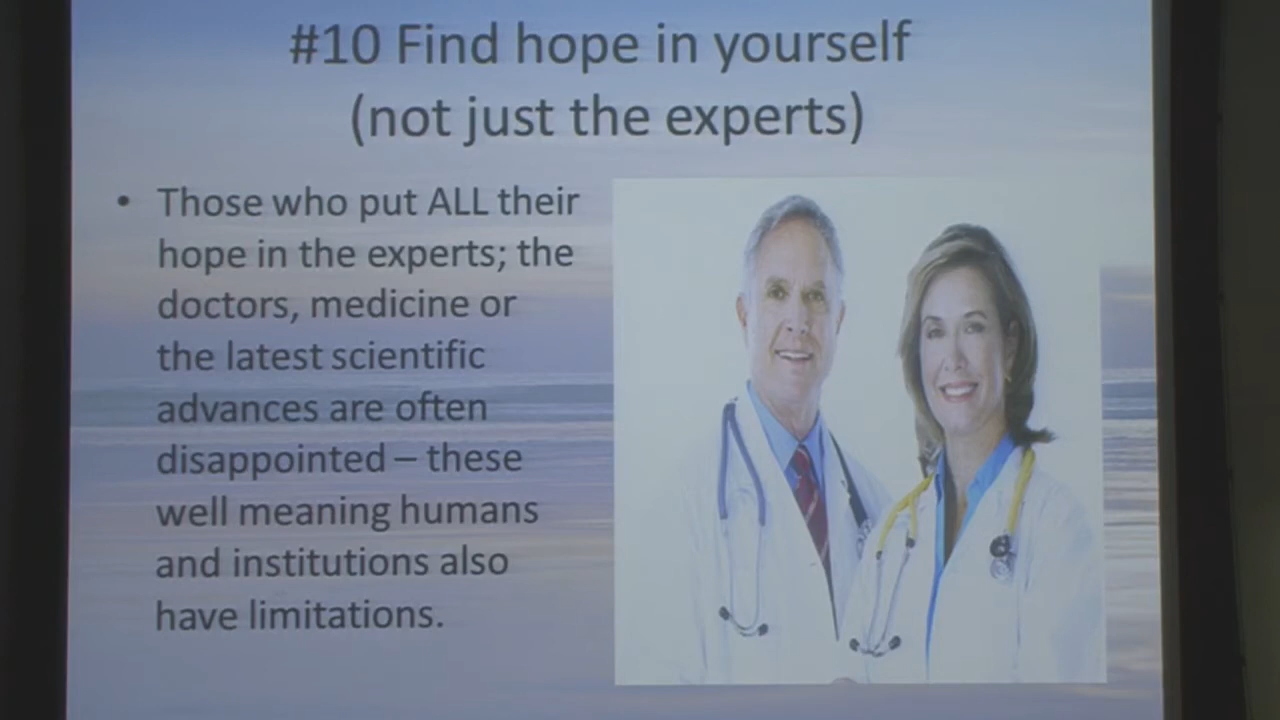 #10 Find hope in yourself
(not just the experts)
• Those who put ALL their
hope in the experts; the
doctors, medicine or
the latest scientific
advances are often
disappointed – these
well meaning humans
and institutions also
have limitations.